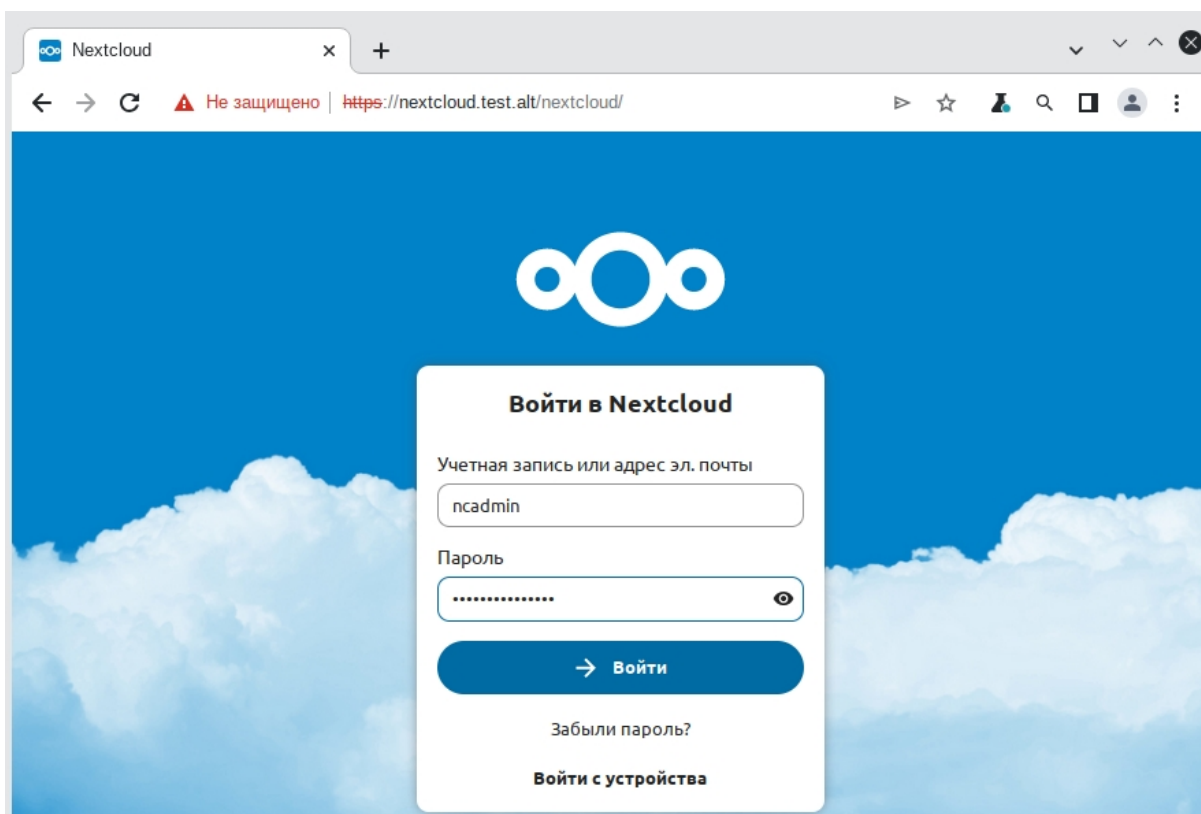 Nextcloud
Не защищено https://nextcloud.test.alt/nextcloud/
Войти в Nextcloud
Учетная запись или адрес эл. почты
ncadmin
Пароль
•••••••••••••••
Войти
Забыли пароль?
Войти с устройства